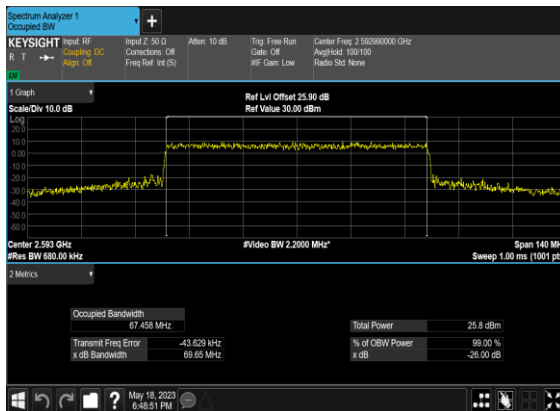 Spectrum Analyzer 1
Occupied BW
KEYSIGHT Input: RF Input Z: 50 Ω Atten: 10 dB Trig: Free Run Center Freq: 2.592990000 GHz
R T Coupling: DC Corrections: Off Gate: Off Avg|Hold: 100/100
Align: Off Freq Ref: Int (S) #IF Gain: Low Radio Std: None
1 Graph
Ref Lvl Offset 25.90 dB
Scale/Div 10.0 dB Ref Value 30.00 dBm
Log
20.0
10.0
0.00
-10.0
-20.0
-30.0
-40.0
-50.0
-60.0
Center 2.593 GHz #Video BW 2.2000 MHz* Span 140 MH
#Res BW 680.00 kHz Sweep 1.00 ms (1001 pts
2 Metrics
Occupied Bandwidth
67.458 MHz Total Power 25.8 dBm
Transmit Freq Error -43.629 kHz % of OBW Power 99.00 %
x dB Bandwidth 69.65 MHz x dB -26.00 dB
May 18, 2023
6:48:51 PM